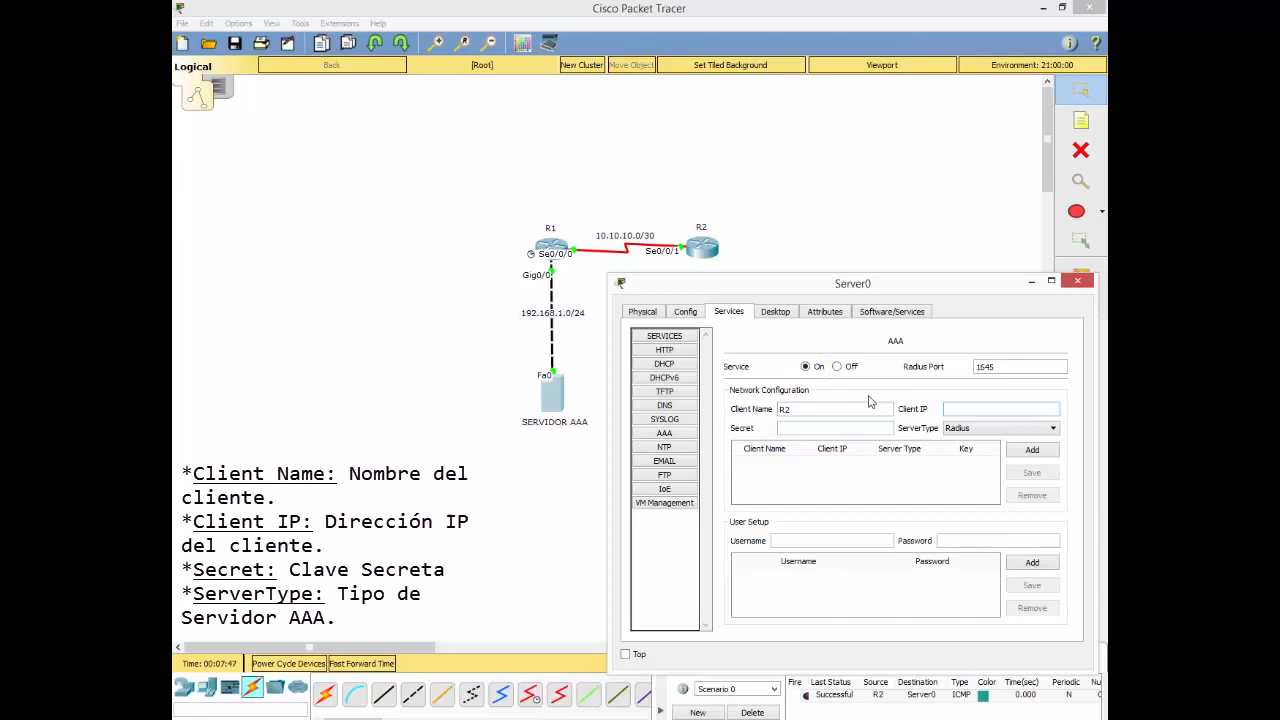 Cisco Packet Tracer
File Edit Options View Tools Extensions Help
Logical Back [Root] New Cluster Move Object Set Tiled Background Viewport Environment: 21:00:00
R1
R2
10.10.10.0/30
Se0/0/0
Se0/0/1
Gig0/0
192.168.1.0/24
Fa0
SERVIDOR AAA
Server0
Physical Config Services Desktop Attributes Software/Services
SERVICES
HTTP
DHCP
DHCPv6
TFTP
DNS
SYSLOG
AAA
NTP
EMAIL
FTP
IoE
VM Management
AAA
Service On Off Radius Port 1645
Network Configuration
Client Name R2 Client IP
Secret ServerType Radius
Client Name Client IP Server Type Key
Add
Save
Remove
User Setup
Username Password
Username Password
Add
Save
Remove
Top
*Client Name: Nombre del
cliente.
*Client IP: Dirección IP
del cliente.
*Secret: Clave Secreta
*ServerType: Tipo de
Servidor AAA.
Time: 00:07:47 Power Cycle Devices Fast Forward Time
Scenario 0
New Delete
Fire Last Status Source Destination Type Color Time(sec) Periodic Nu
Successful R2 Server0 ICMP 0.000 N 0